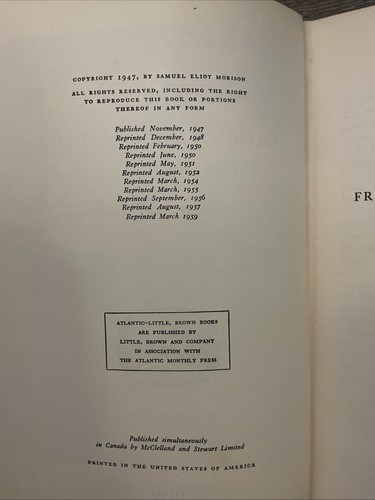 COPYRIGHT 1947, BY SAMUEL ELIOT MORISON
ALL RIGHTS RESERVED, INCLUDING THE RIGHT
TO REPRODUCE THIS BOOK OR PORTIONS
THEREOF IN ANY FORM
Published November, 1947
Reprinted December, 1948
Reprinted February, 1950
Reprinted June, 1950
Reprinted May, 1951
Reprinted August, 1952
Reprinted March, 1954
Reprinted March, 1955
Reprinted September, 1956
Reprinted August, 1957
Reprinted March 1959
ATLANTIC–LITTLE, BROWN BOOKS
ARE PUBLISHED BY
LITTLE, BROWN AND COMPANY
IN ASSOCIATION WITH
THE ATLANTIC MONTHLY PRESS
Published simultaneously
in Canada by McClelland and Stewart Limited
PRINTED IN THE UNITED STATES OF AMERICA
FR